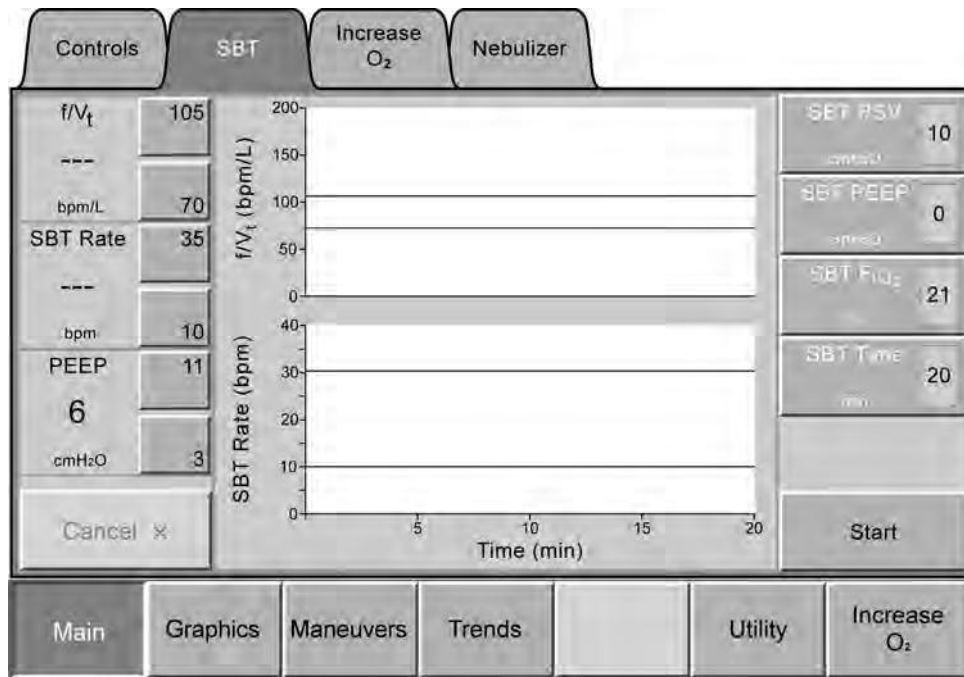 Controls
SBT
Increase
O₂
Nebulizer
f/Vt
105
---
bpm/L
70
SBT Rate
35
---
bpm
10
PEEP
11
6
cmH₂O
3
Cancel ×
f/Vt (bpm/L)
200
150
100
50
0
SBT Rate (bpm)
40
30
20
10
0
5
10
15
20
Time (min)
SBT PSV
10
cmH₂O
SBT PEEP
0
cmH₂O
SBT FIO₂
21
SBT Time
20
min
Start
Main
Graphics
Maneuvers
Trends
Utility
Increase
O₂